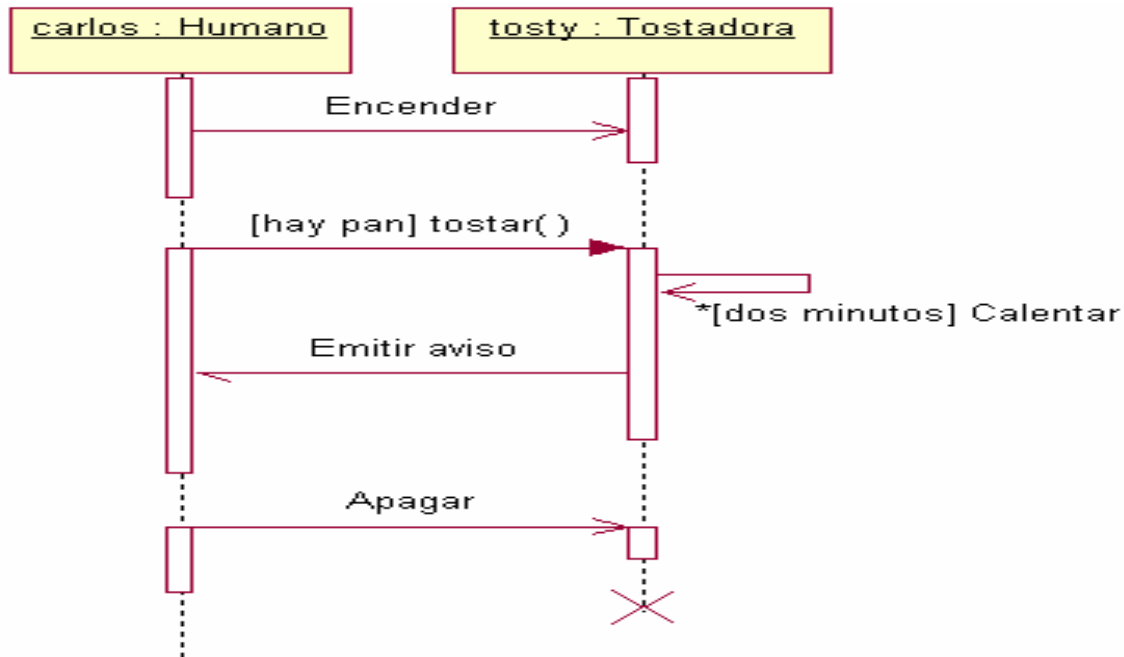 carlos : Humano
tosty : Tostadora
Encender
[hay pan] tostar( )
*[dos minutos] Calentar
Emitir aviso
Apagar